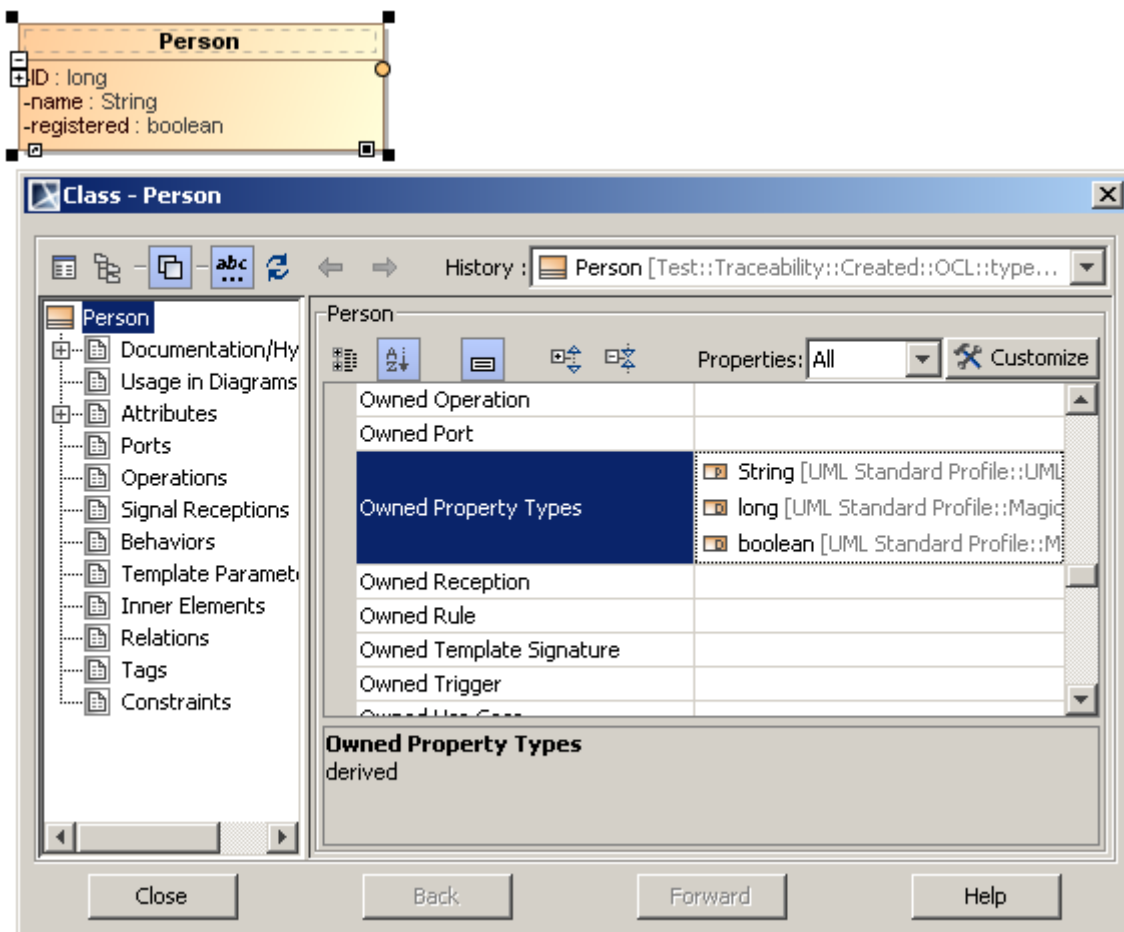 Person
-ID : long
-name : String
-registered : boolean
Class - Person
abc
...
History : Person [Test::Traceability::Created::OCL::type...
Person
Documentation/Hy
Usage in Diagrams
Attributes
Ports
Operations
Signal Receptions
Behaviors
Template Paramet
Inner Elements
Relations
Tags
Constraints
Person
Properties: All Customize
Owned Operation
Owned Port
Owned Property Types
String [UML Standard Profile::UML
long [UML Standard Profile::Magic
boolean [UML Standard Profile::M
Owned Reception
Owned Rule
Owned Template Signature
Owned Trigger
Owned Use Case
Owned Property Types
derived
Close Back Forward Help